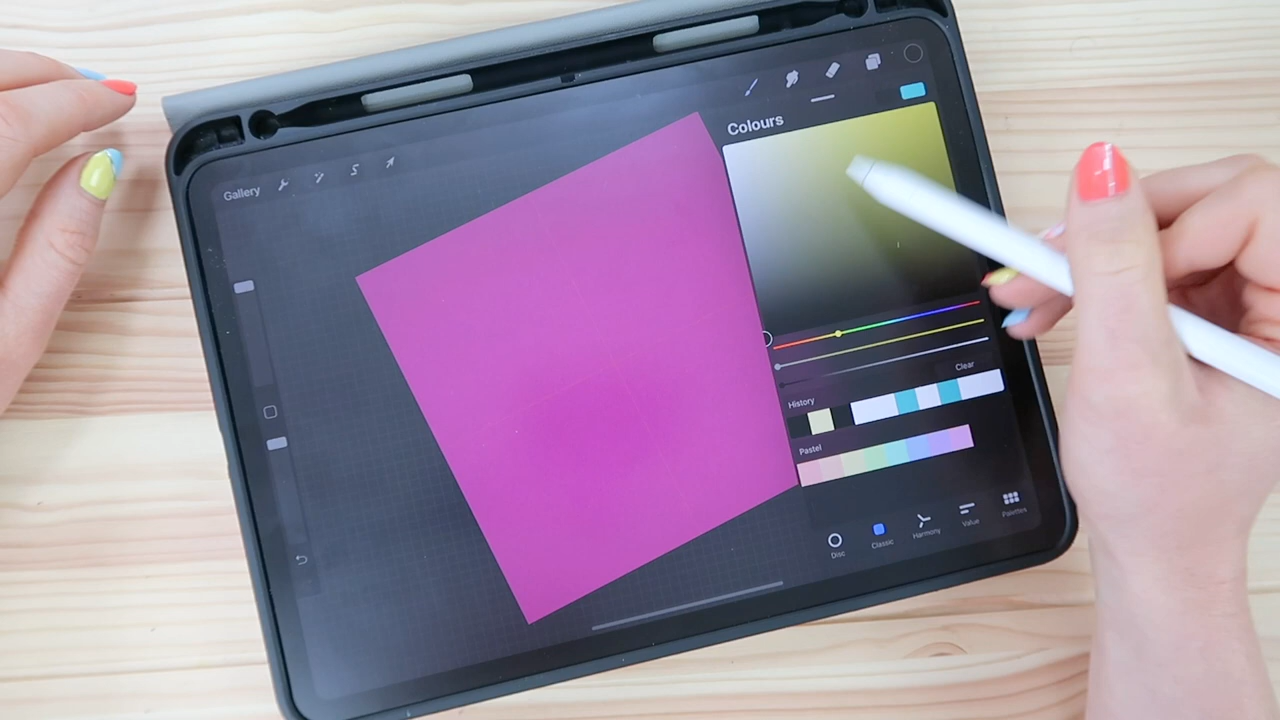 Gallery
Colours
Clear
History
Pastel
Disc
Classic
Harmony
Value
Palettes